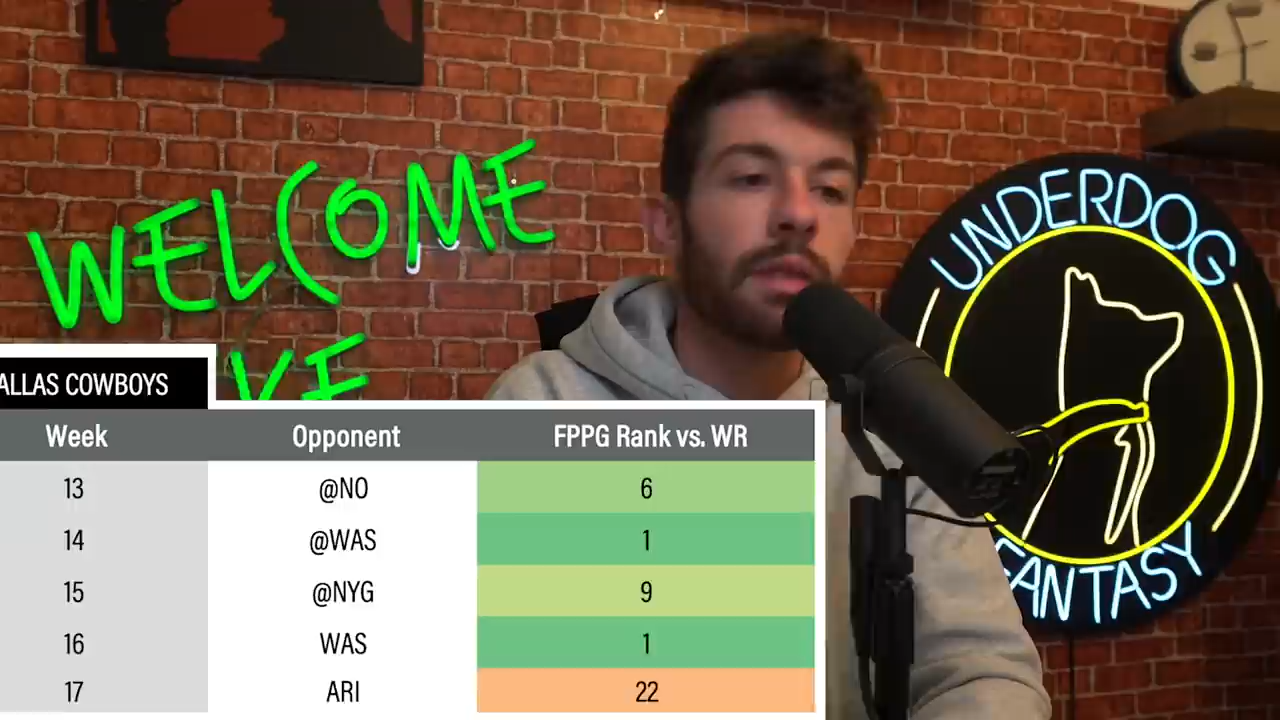 WELCOME
UNDERDOG
FANTASY
ALLAS COWBOYS
Week Opponent FPPG Rank vs. WR
13 @NO 6
14 @WAS 1
15 @NYG 9
16 WAS 1
17 ARI 22